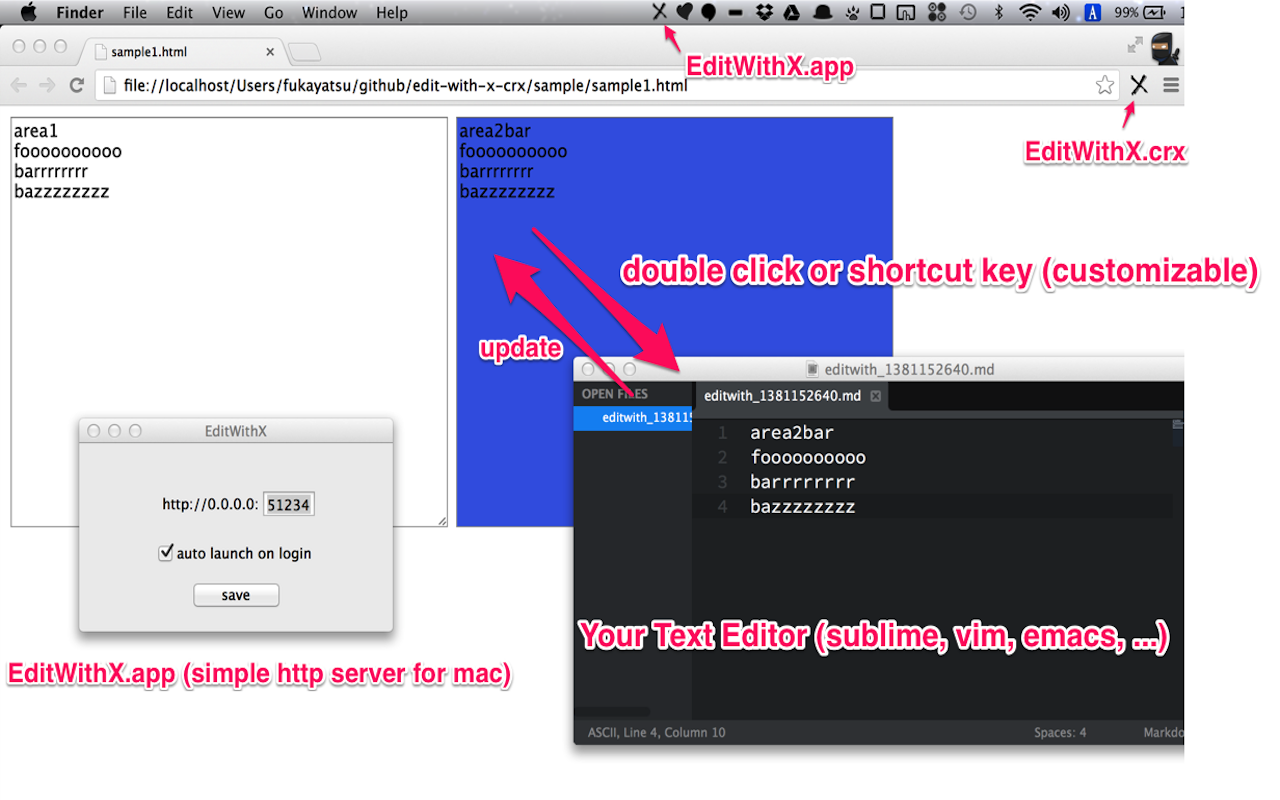 Finder File Edit View Go Window Help 99%
EditWithX.app
sample1.html
file://localhost/Users/fukayatsu/github/edit-with-x-crx/sample/sample1.html
EditWithX.crx
area1
foooooooooo
barrrrrrrr
bazzzzzzzz
area2bar
foooooooooo
barrrrrrrr
bazzzzzzzz
double click or shortcut key (customizable)
update
editwith_1381152640.md
OPEN FILES
editwith_13811
editwith_1381152640.md
1 area2bar
2 foooooooooo
3 barrrrrrrr
4 bazzzzzzzz
Your Text Editor (sublime, vim, emacs, ...)
ASCII, Line 4, Column 10 Spaces: 4 Markdo
EditWithX
http://0.0.0.0: 51234
auto launch on login
save
EditWithX.app (simple http server for mac)